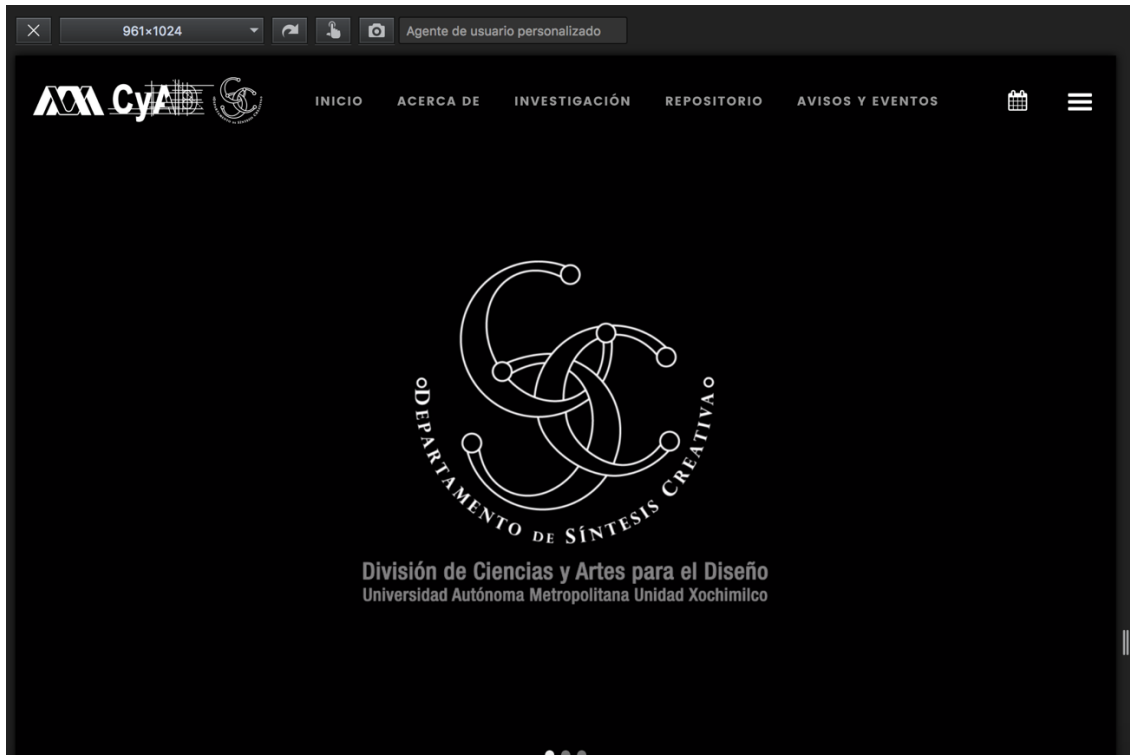 961×1024
Agente de usuario personalizado
CyAD
INICIO ACERCA DE INVESTIGACIÓN REPOSITORIO AVISOS Y EVENTOS
DEPARTAMENTO DE SÍNTESIS CREATIVA
División de Ciencias y Artes para el Diseño
Universidad Autónoma Metropolitana Unidad Xochimilco